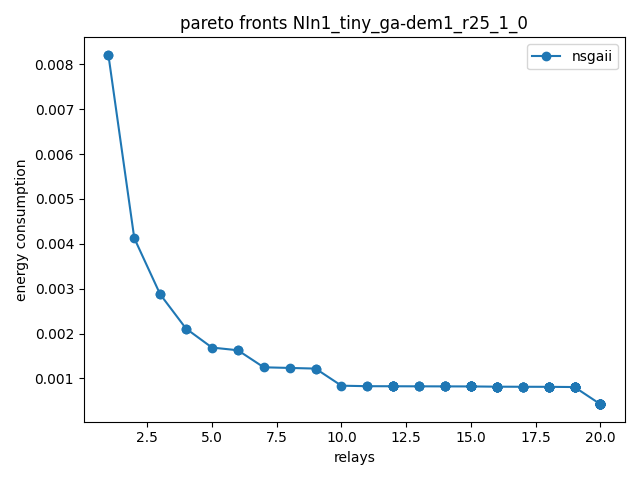 pareto fronts NIn1_tiny_ga-dem1_r25_1_0
nsgaii
0.008
0.007
0.006
0.005
0.004
0.003
0.002
0.001
energy consumption
2.5 5.0 7.5 10.0 12.5 15.0 17.5 20.0
relays